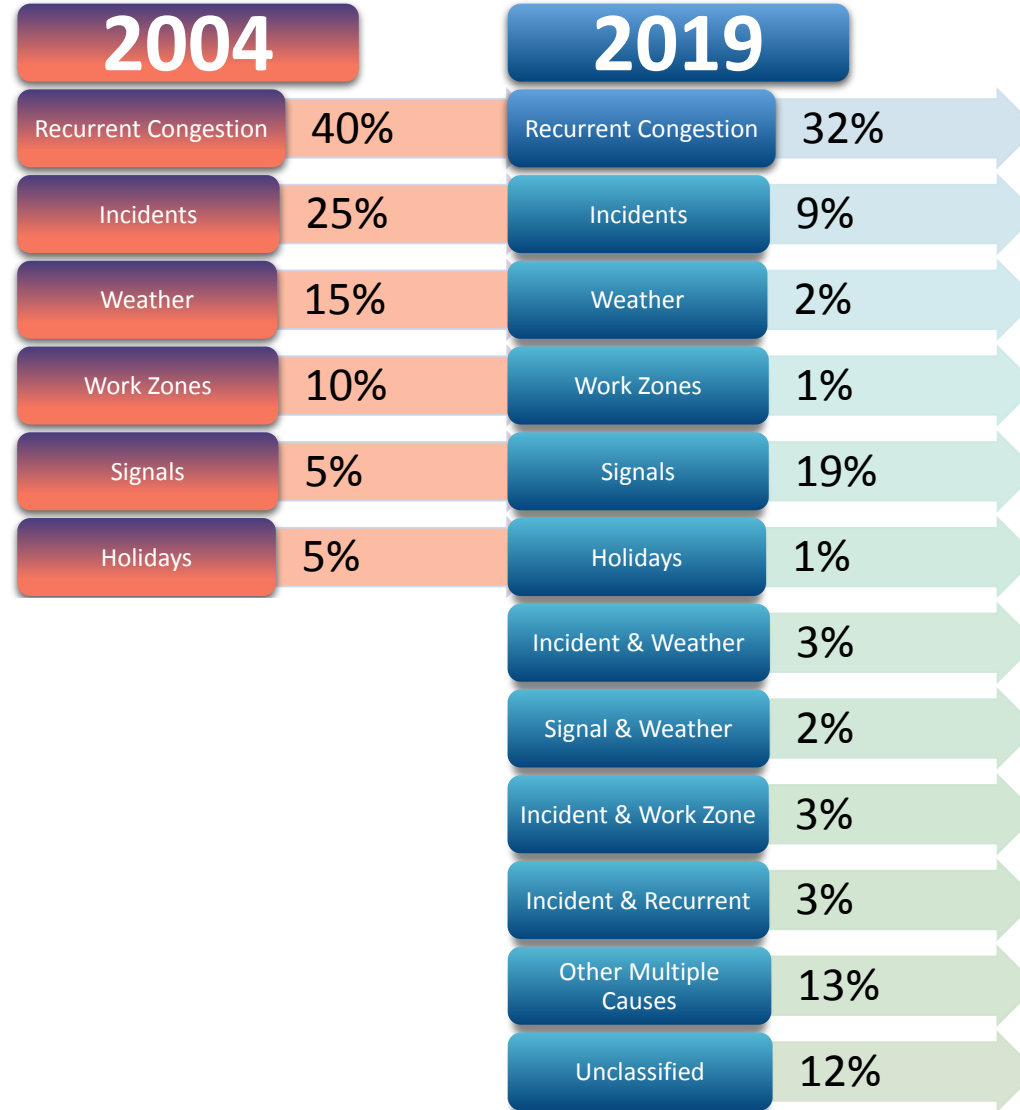 2004
Recurrent Congestion 40%
Incidents 25%
Weather 15%
Work Zones 10%
Signals 5%
Holidays 5%
2019
Recurrent Congestion 32%
Incidents 9%
Weather 2%
Work Zones 1%
Signals 19%
Holidays 1%
Incident & Weather 3%
Signal & Weather 2%
Incident & Work Zone 3%
Incident & Recurrent 3%
Other Multiple
Causes 13%
Unclassified 12%